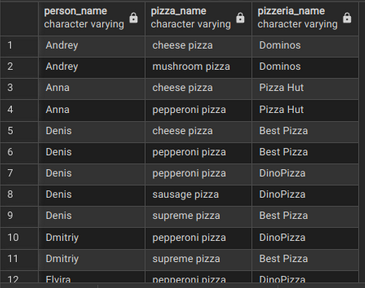 person_name pizza_name pizzeria_name
character varying character varying character varying
1 Andrey cheese pizza Dominos
2 Andrey mushroom pizza Dominos
3 Anna cheese pizza Pizza Hut
4 Anna pepperoni pizza Pizza Hut
5 Denis cheese pizza Best Pizza
6 Denis pepperoni pizza Best Pizza
7 Denis pepperoni pizza DinoPizza
8 Denis sausage pizza DinoPizza
9 Denis supreme pizza Best Pizza
10 Dmitriy pepperoni pizza DinoPizza
11 Dmitriy supreme pizza Best Pizza
12 Elvira pepperoni pizza DinoPizza